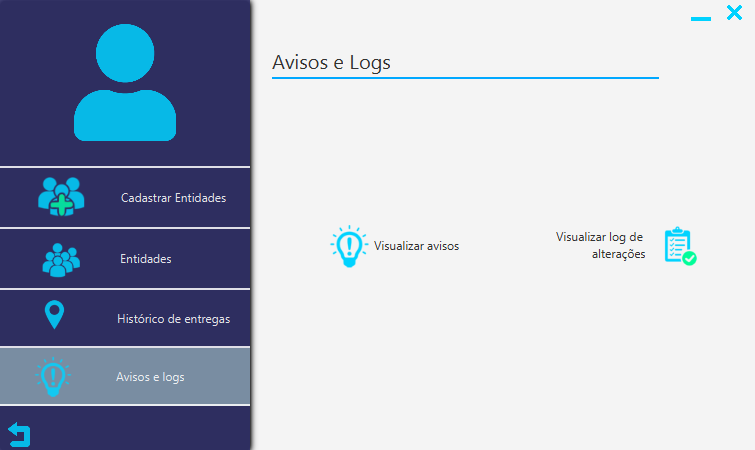 Avisos e Logs
Cadastrar Entidades
Entidades
Histórico de entregas
Avisos e logs
Visualizar avisos
Visualizar log de
alterações